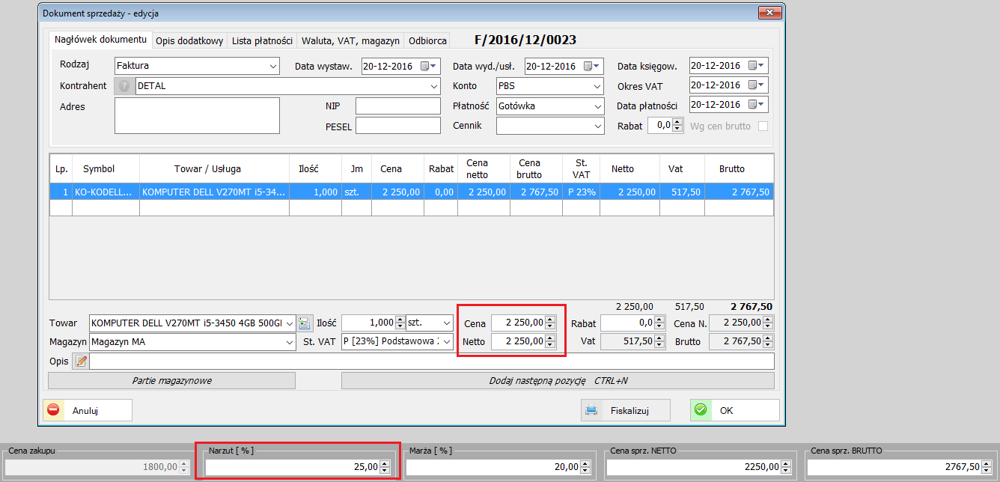 Dokument sprzedaży - edycja
Nagłówek dokumentu Opis dodatkowy Lista płatności Waluta, VAT, magazyn Odbiorca F/2016/12/0023
Rodzaj Faktura Data wystaw. 20-12-2016 Data wyd./usł. 20-12-2016 Data księgow. 20-12-2016
Kontrahent ? DETAL Konto PBS Okres VAT 20-12-2016
Adres NIP Płatność Gotówka Data płatności 20-12-2016
PESEL Cennik Rabat 0,0 Wg cen brutto
Lp. Symbol Towar / Usługa Ilość Jm Cena Rabat Cena netto Cena brutto St. VAT Netto Vat Brutto
1 KO-KODELL... KOMPUTER DELL V270MT i5-34... 1,000 szt. 2 250,00 0,00 2 250,00 2 767,50 P 23% 2 250,00 517,50 2 767,50
2 250,00 517,50 2 767,50
Towar KOMPUTER DELL V270MT i5-3450 4GB 500GI Ilość 1,000 szt. Cena 2 250,00 Rabat 0,0 Cena N. 2 250,00
Magazyn Magazyn MA St. VAT P [23%] Podstawowa Netto 2 250,00 Vat 517,50 Brutto 2 767,50
Opis
Partie magazynowe Dodaj następną pozycję CTRL+N
Anuluj Fiskalizuj OK
Cena zakupu Narzut [ % ] Marża [ % ] Cena sprz. NETTO Cena sprz. BRUTTO
1800,00 25,00 20,00 2250,00 2767,50